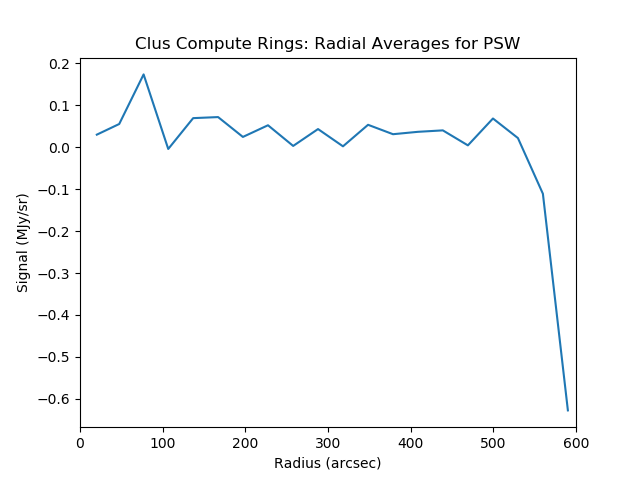 Clus Compute Rings: Radial Averages for PSW
0.2
0.1
0.0
−0.1
−0.2
−0.3
−0.4
−0.5
−0.6
Signal (MJy/sr)
0 100 200 300 400 500 600
Radius (arcsec)